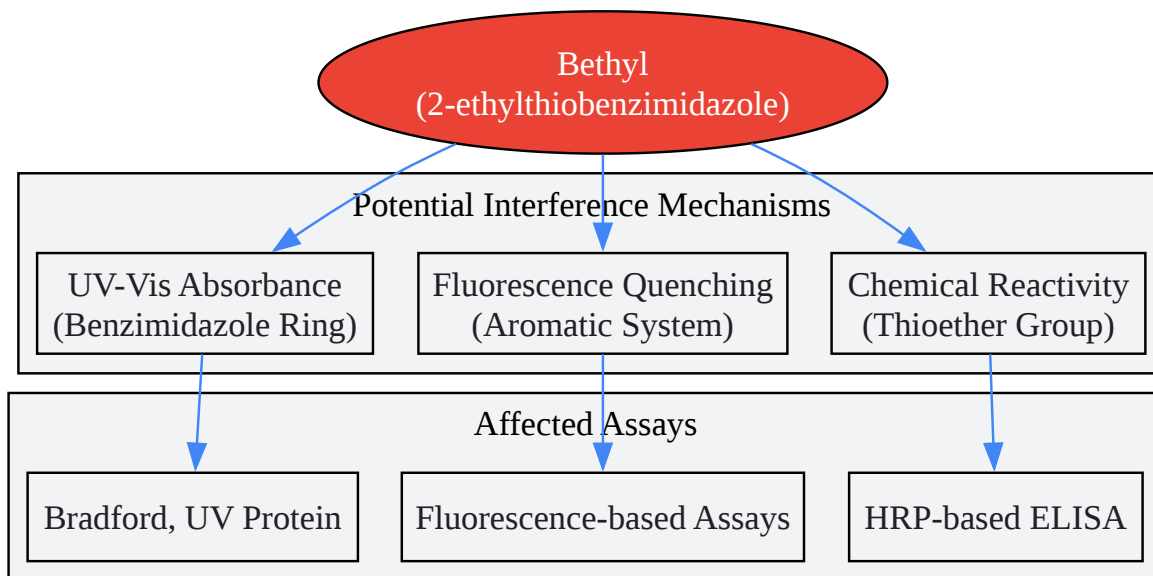 Bethyl
(2-ethylthiobenzimidazole)
Potential Interference Mechanisms
UV-Vis Absorbance
(Benzimidazole Ring)
Fluorescence Quenching
(Aromatic System)
Chemical Reactivity
(Thioether Group)
Affected Assays
Bradford, UV Protein
Fluorescence-based Assays
HRP-based ELISA